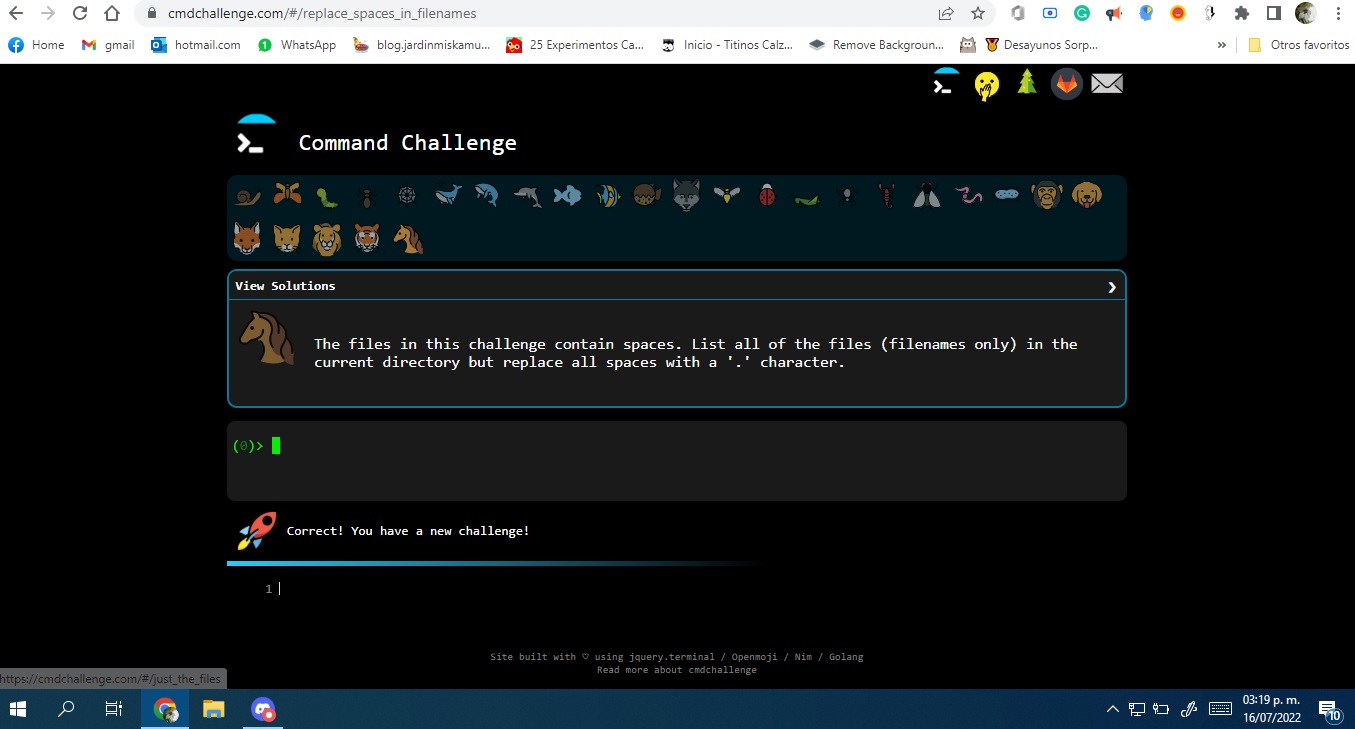 cmdchallenge.com/#/replace_spaces_in_filenames
Home gmail hotmail.com 1 WhatsApp blog.jardinmiskamu... 25 Experimentos Ca... Inicio - Titinos Calz... Remove Backgroun... Desayunos Sorp... » Otros favoritos
Command Challenge
View Solutions
The files in this challenge contain spaces. List all of the files (filenames only) in the
current directory but replace all spaces with a '.' character.
(0)>
Correct! You have a new challenge!
1
Site built with ♡ using jquery.terminal / Openmoji / Nim / Golang
Read more about cmdchallenge
https://cmdchallenge.com/#/just_the_files
03:19 p. m.
16/07/2022
10